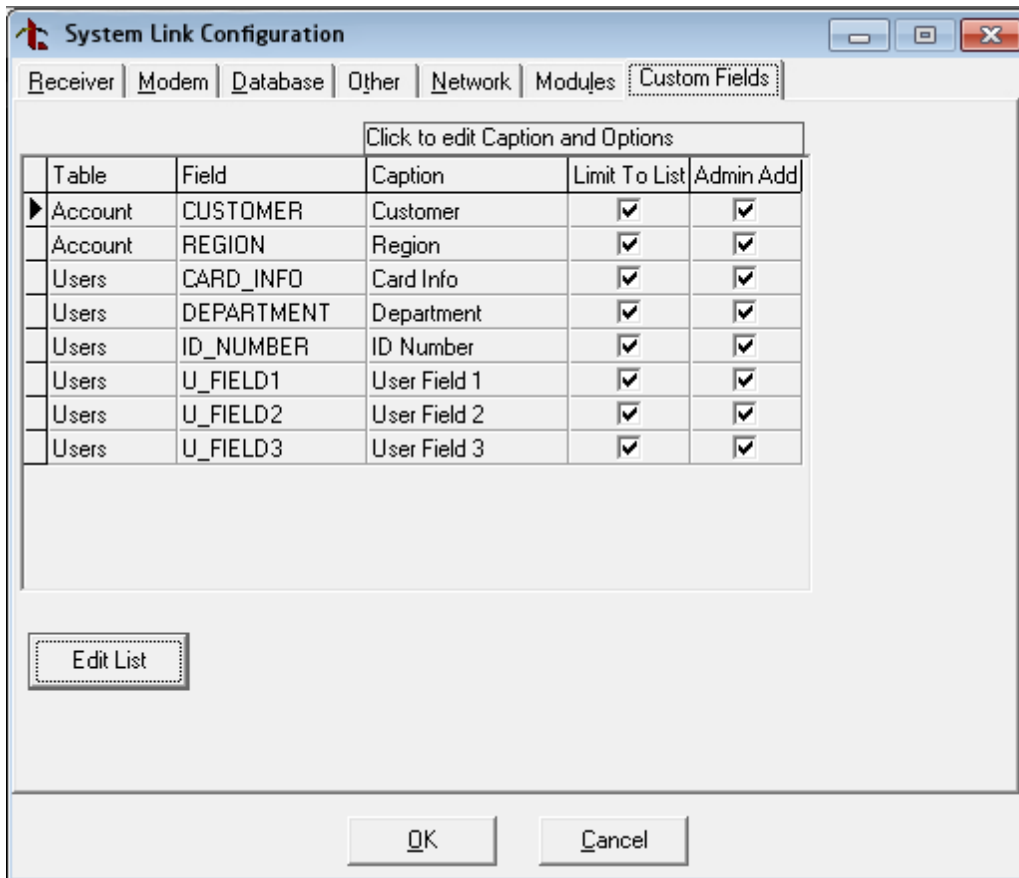 System Link Configuration
Receiver Modem Database Other Network Modules Custom Fields
Click to edit Caption and Options
Table Field Caption Limit To List Admin Add
Account CUSTOMER Customer
Account REGION Region
Users CARD_INFO Card Info
Users DEPARTMENT Department
Users ID_NUMBER ID Number
Users U_FIELD1 User Field 1
Users U_FIELD2 User Field 2
Users U_FIELD3 User Field 3
Edit List
OK Cancel